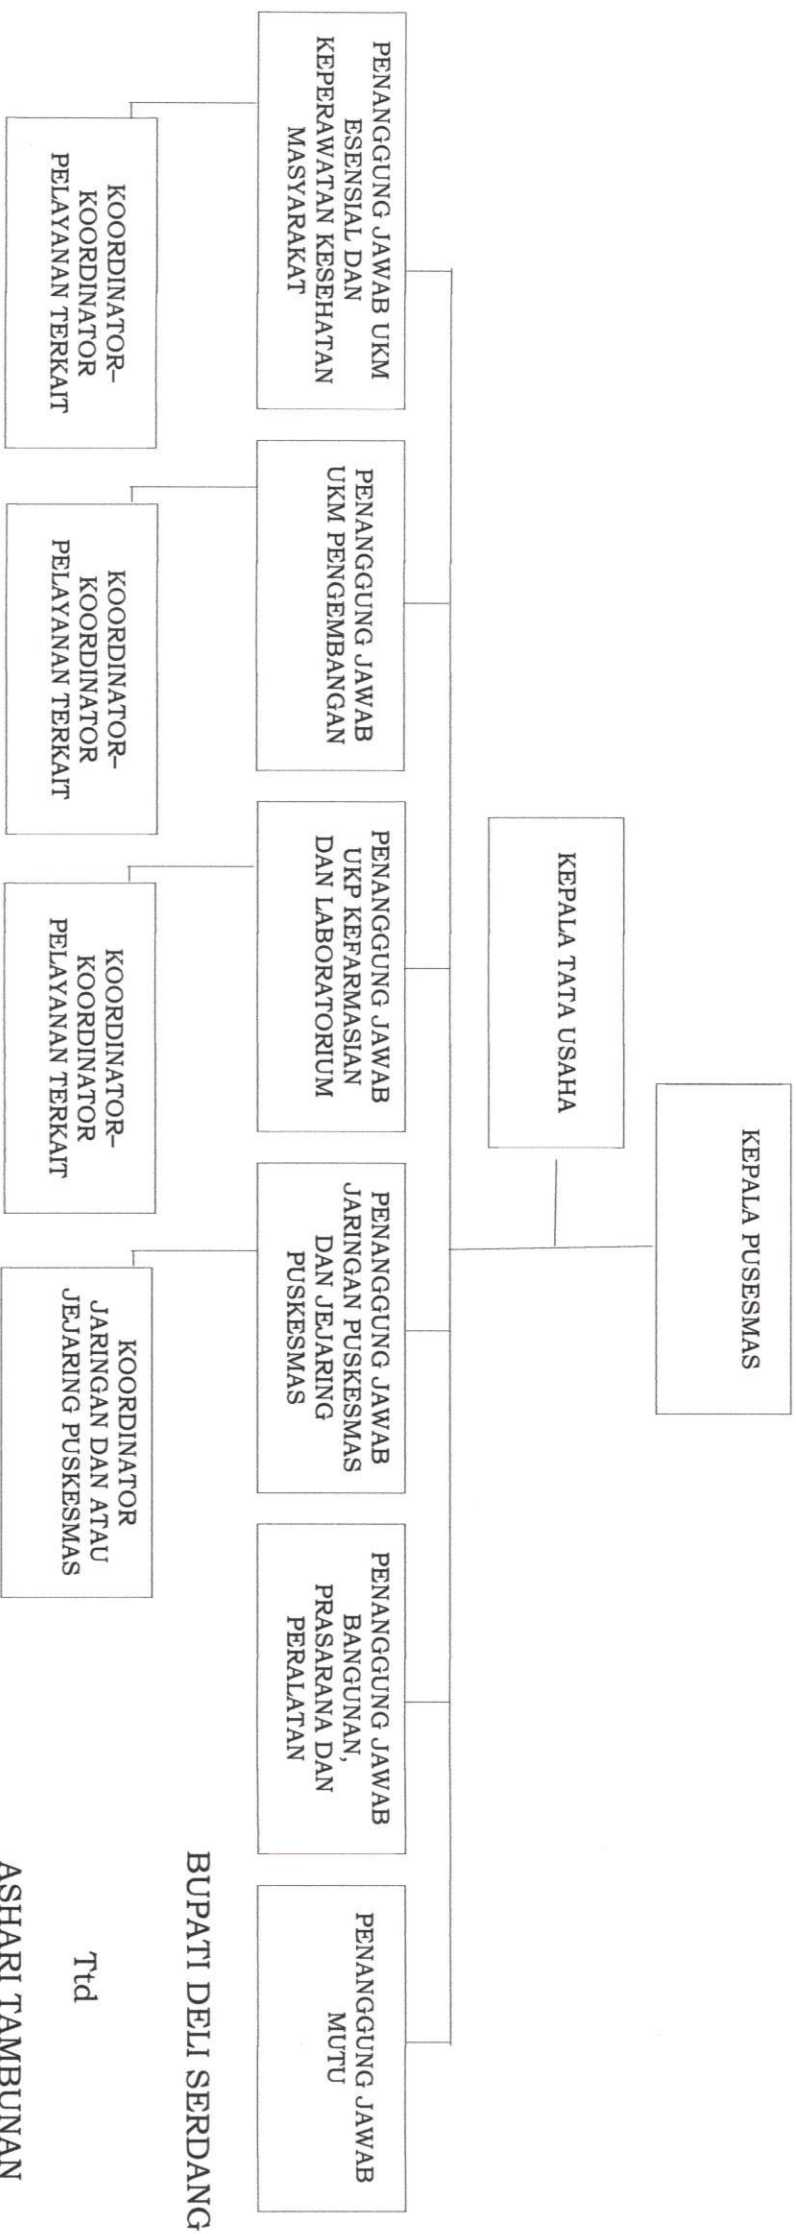 KEPALA PUSESMAS
KEPALA TATA USAHA
PENANGGUNG JAWAB UKM
ESENSIAL DAN
KEPERAWATAN KESEHATAN
MASYARAKAT
PENANGGUNG JAWAB
UKM PENGEMBANGAN
PENANGGUNG JAWAB
UKP KEFARMASIAN
DAN LABORATORIUM
PENANGGUNG JAWAB
JARINGAN PUSKESMAS
DAN JEJARING
PUSKESMAS
PENANGGUNG JAWAB
BANGUNAN,
PRASARANA DAN
PERALATAN
PENANGGUNG JAWAB
MUTU
KOORDINATOR–
KOORDINATOR
PELAYANAN TERKAIT
KOORDINATOR–
KOORDINATOR
PELAYANAN TERKAIT
KOORDINATOR–
KOORDINATOR
PELAYANAN TERKAIT
KOORDINATOR
JARINGAN DAN ATAU
JEJARING PUSKESMAS
BUPATI DELI SERDANG
Ttd
ASHARI TAMBUNAN